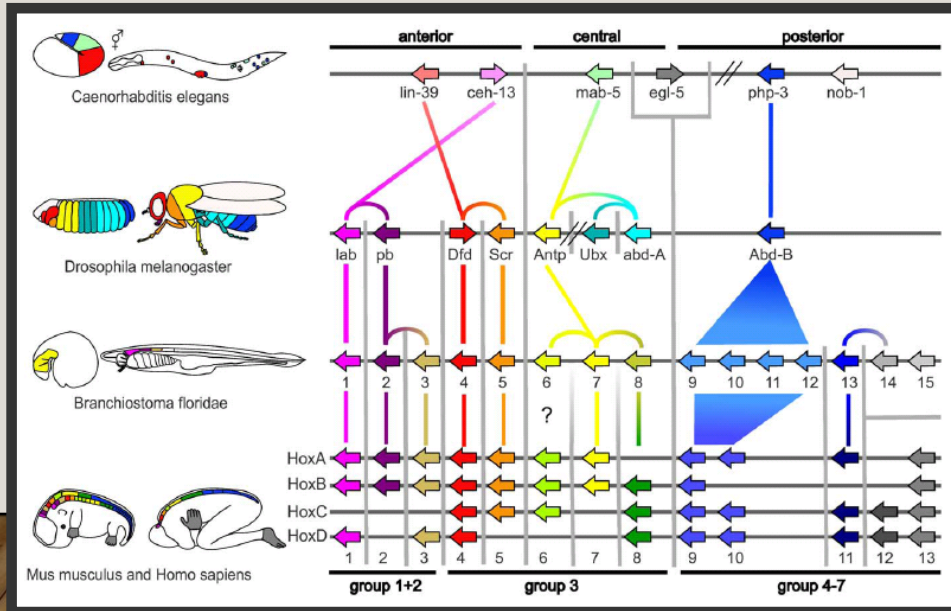 anterior central posterior
lin-39 ceh-13 mab-5 egl-5 php-3 nob-1
Caenorhabditis elegans
lab pb Dfd Scr Antp Ubx abd-A Abd-B
Drosophila melanogaster
1 2 3 4 5 6 7 8 9 10 11 12 13 14 15
Branchiostoma floridae
?
HoxA
HoxB
HoxC
HoxD
1 2 3 4 5 6 7 8 9 10 11 12 13
Mus musculus and Homo sapiens
group 1+2 group 3 group 4-7